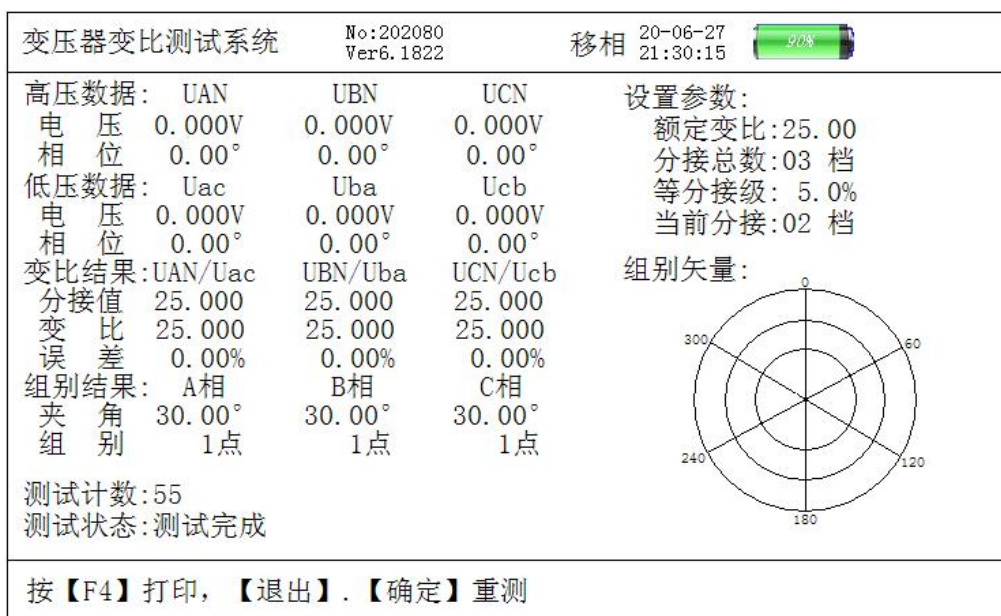 变压器变比测试系统 No:202080 Ver6.1822 移相 20-06-27 21:30:15 90%
高压数据: UAN UBN UCN
电 压 0.000V 0.000V 0.000V
相 位 0.00° 0.00° 0.00°
低压数据: Uac Uba Ucb
电 压 0.000V 0.000V 0.000V
相 位 0.00° 0.00° 0.00°
变比结果:UAN/Uac UBN/Uba UCN/Ucb
分接值 25.000 25.000 25.000
变 比 25.000 25.000 25.000
误 差 0.00% 0.00% 0.00%
组别结果: A相 B相 C相
夹 角 30.00° 30.00° 30.00°
组 别 1点 1点 1点
测试计数:55
测试状态:测试完成
设置参数:
额定变比:25.00
分接总数:03 档
等分接级: 5.0%
当前分接:02 档
组别矢量:
0
300 60
240 120
180
按【F4】打印，【退出】.【确定】重测